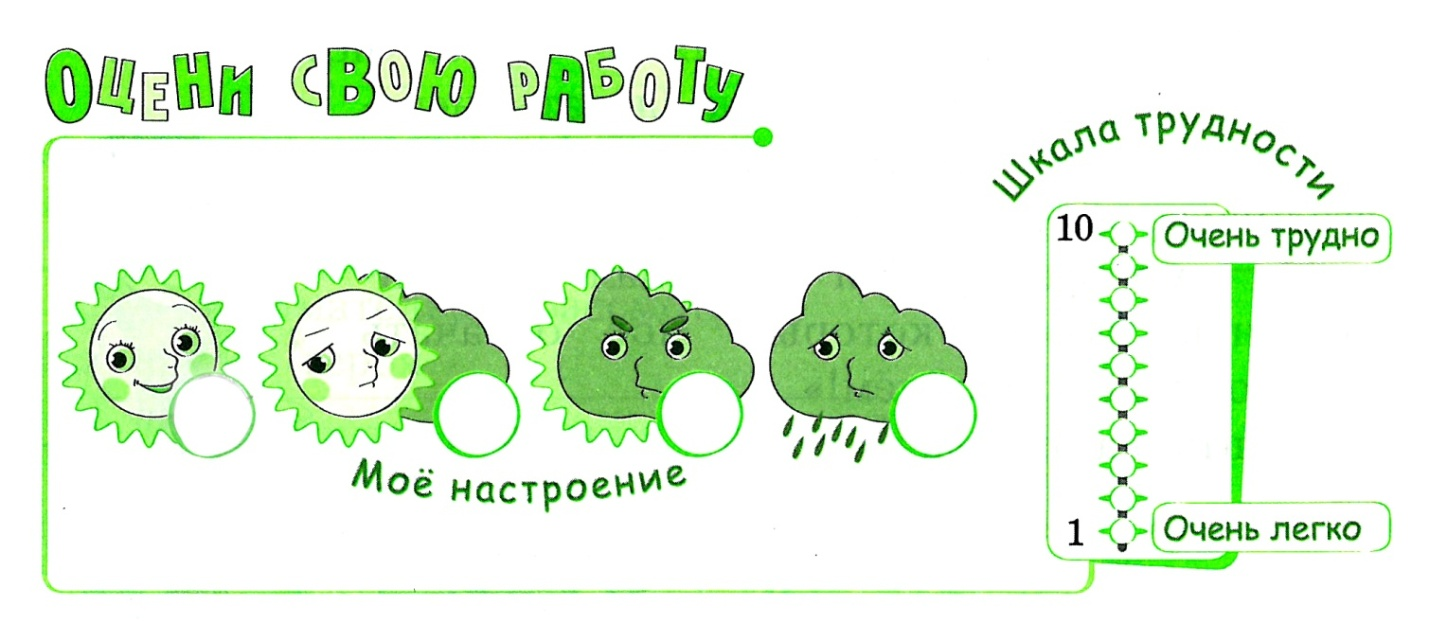 Оцени свою работу
Моё настроение
Шкала трудности
10
Очень трудно
1
Очень легко